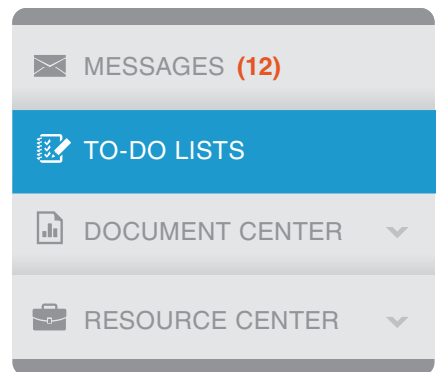 MESSAGES (12)
TO-DO LISTS
DOCUMENT CENTER
RESOURCE CENTER